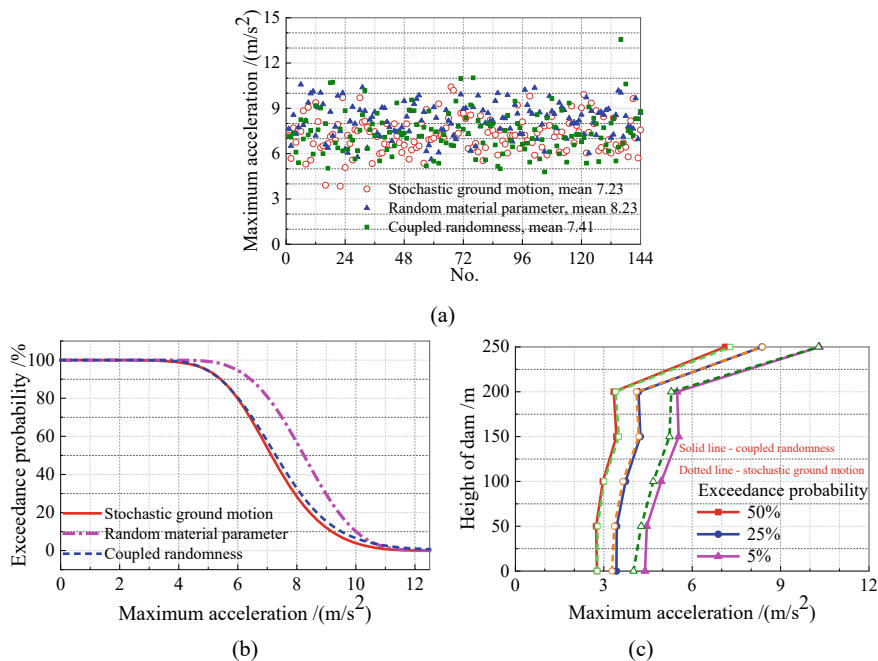 15
12
9
6
3
0
Maximum acceleration /(m/s²)
Stochastic ground motion, mean 7.23
Random material parameter, mean 8.23
Coupled randomness, mean 7.41
0 24 48 72 96 120 144
No.
(a)
100
80
60
40
20
0
Exceedance probability /%
Stochastic ground motion
Random material parameter
Coupled randomness
0 2 4 6 8 10 12
Maximum acceleration /(m/s²)
(b)
250
200
150
100
50
0
Height of dam /m
Solid line - coupled randomness
Dotted line - stochastic ground motion
Exceedance probability
50%
25%
5%
0 3 6 9 12
Maximum acceleration /(m/s²)
(c)